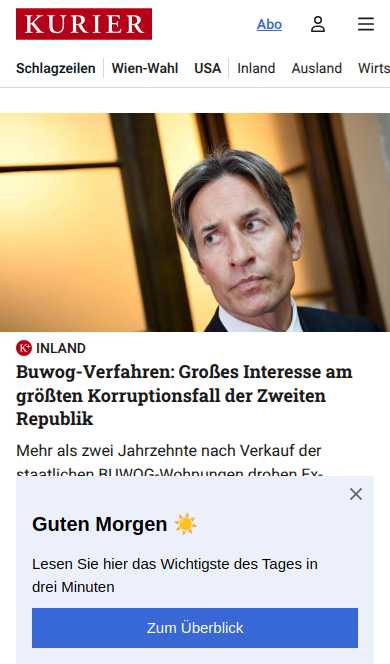 KURIER
Abo
Schlagzeilen Wien-Wahl USA Inland Ausland Wirts
K+ INLAND
Buwog-Verfahren: Großes Interesse am
größten Korruptionsfall der Zweiten
Republik
Mehr als zwei Jahrzehnte nach Verkauf der
staatlichen BUWOG-Wohnungen drohen Ex-
Guten Morgen ☀️
Lesen Sie hier das Wichtigste des Tages in
drei Minuten
Zum Überblick